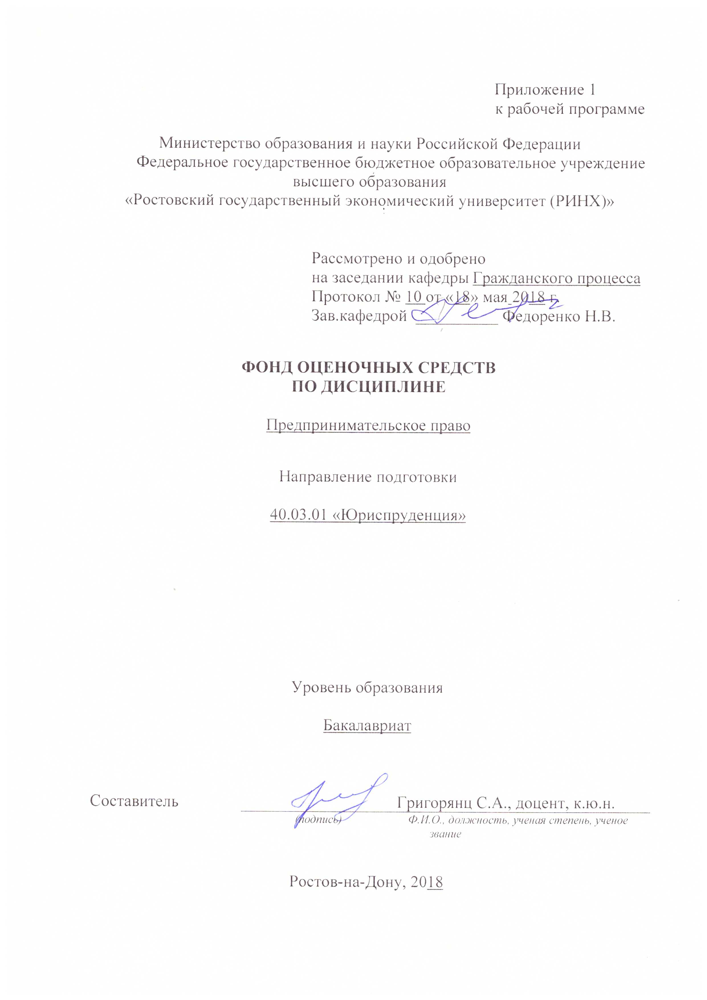 Приложение 1
к рабочей программе
Министерство образования и науки Российской Федерации
Федеральное государственное бюджетное образовательное учреждение
высшего образования
«Ростовский государственный экономический университет (РИНХ)»
Рассмотрено и одобрено
на заседании кафедры Гражданского процесса
Протокол № 10 от «18» мая 2018 г.
Зав.кафедрой Федоренко Н.В.
ФОНД ОЦЕНОЧНЫХ СРЕДСТВ
ПО ДИСЦИПЛИНЕ
Предпринимательское право
Направление подготовки
40.03.01 «Юриспруденция»
Уровень образования
Бакалавриат
Составитель Григорянц С.А., доцент, к.ю.н.
(подпись) Ф.И.О., должность, ученая степень, ученое
звание
Ростов-на-Дону, 2018